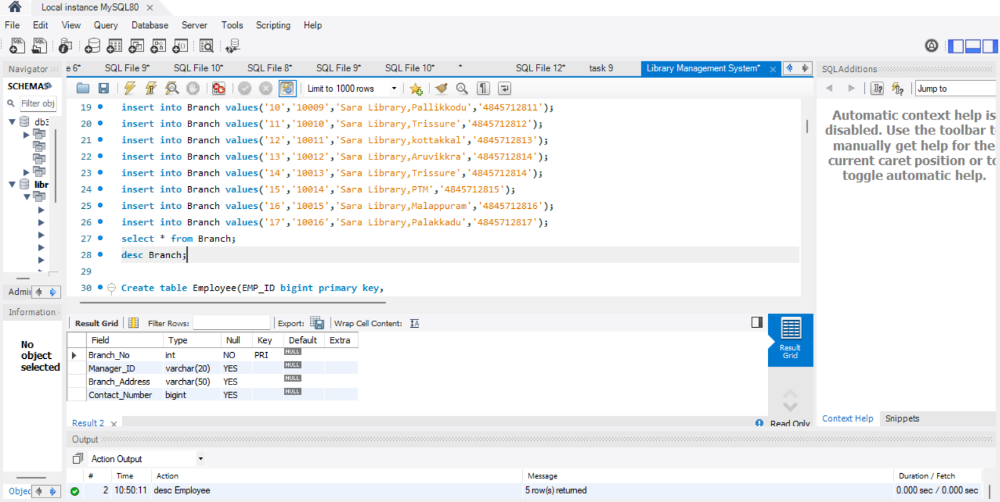 Local instance MySQL80 ×
File Edit View Query Database Server Tools Scripting Help
Navigator e 6* SQL File 9* SQL File 10* SQL File 8* SQL File 9* SQL File 10* * SQL File 12* task 9 Library Management System* × SQLAdditions
SCHEMAS Limit to 1000 rows Jump to
Filter obj
19 insert into Branch values('10','10009','Sara Library,Pallikkodu','4845712811');
20 insert into Branch values('11','10010','Sara Library,Trissure','4845712812');
21 insert into Branch values('12','10011','Sara Library,kottakkal','4845712813');
22 insert into Branch values('13','10012','Sara Library,Aruvikkra','4845712814');
23 insert into Branch values('14','10013','Sara Library,Trissure','4845712814');
24 insert into Branch values('15','10014','Sara Library,PTM','4845712815');
25 insert into Branch values('16','10015','Sara Library,Malappuram','4845712816');
26 insert into Branch values('17','10016','Sara Library,Palakkadu','4845712817');
27 select * from Branch;
28 desc Branch;
29
30 Create table Employee(EMP_ID bigint primary key,
db3
libr
Automatic context help is
disabled. Use the toolbar t
manually get help for the
current caret position or to
toggle automatic help.
Admi
Information
No
object
selected
Result Grid Filter Rows: Export: Wrap Cell Content:
Field Type Null Key Default Extra
Branch_No int NO PRI NULL
Manager_ID varchar(20) YES NULL
Branch_Address varchar(50) YES NULL
Contact_Number bigint YES NULL
Result
Grid
Result 2 × Read Only
Context Help Snippets
Output
Action Output
# Time Action Message Duration / Fetch
Objec 2 10:50:11 desc Employee 5 row(s) returned 0.000 sec / 0.000 sec